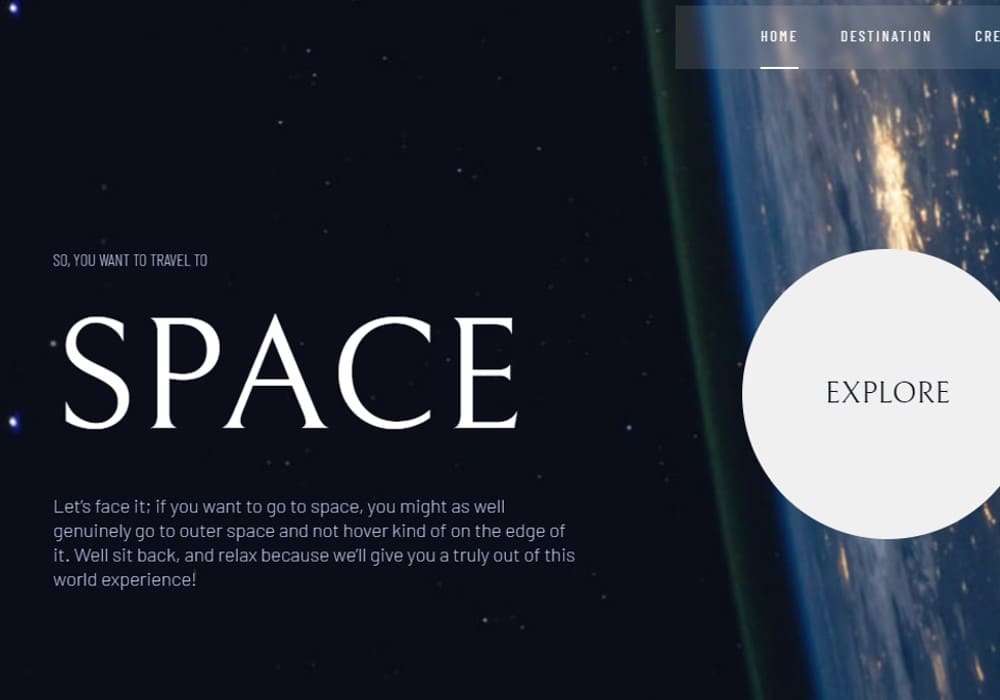 HOME DESTINATION
SO, YOU WANT TO TRAVEL TO
SPACE
EXPLORE
Let's face it; if you want to go to space, you might as well
genuinely go to outer space and not hover kind of on the edge of
it. Well sit back, and relax because we'll give you a truly out of this
world experience!